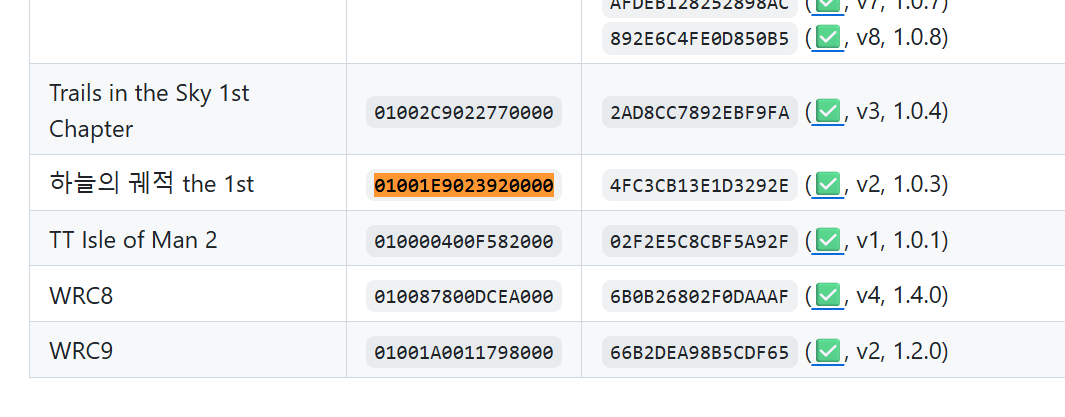 AFDEB128252898AC (✅, v7, 1.0.7)
892E6C4FE0D850B5 (✅, v8, 1.0.8)
Trails in the Sky 1st
Chapter
01002C9022770000
2AD8CC7892EBF9FA (✅, v3, 1.0.4)
하늘의 궤적 the 1st
01001E9023920000
4FC3CB13E1D3292E (✅, v2, 1.0.3)
TT Isle of Man 2
010000400F582000
02F2E5C8CBF5A92F (✅, v1, 1.0.1)
WRC8
010087800DCEA000
6B0B26802F0DAAAF (✅, v4, 1.4.0)
WRC9
01001A0011798000
66B2DEA98B5CDF65 (✅, v2, 1.2.0)